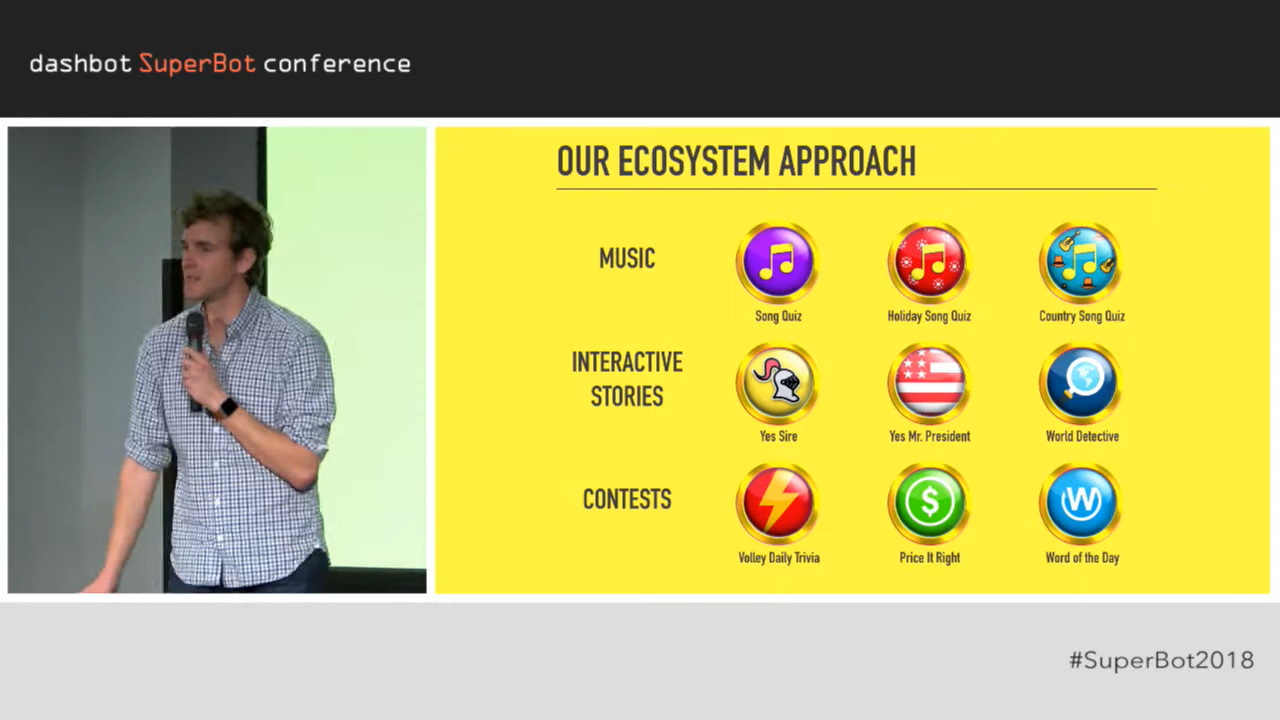 dashbot SuperBot conference
OUR ECOSYSTEM APPROACH
MUSIC
Song Quiz
Holiday Song Quiz
Country Song Quiz
INTERACTIVE
STORIES
Yes Sire
Yes Mr. President
World Detective
CONTESTS
$
W
Volley Daily Trivia
Price It Right
Word of the Day
#SuperBot2018